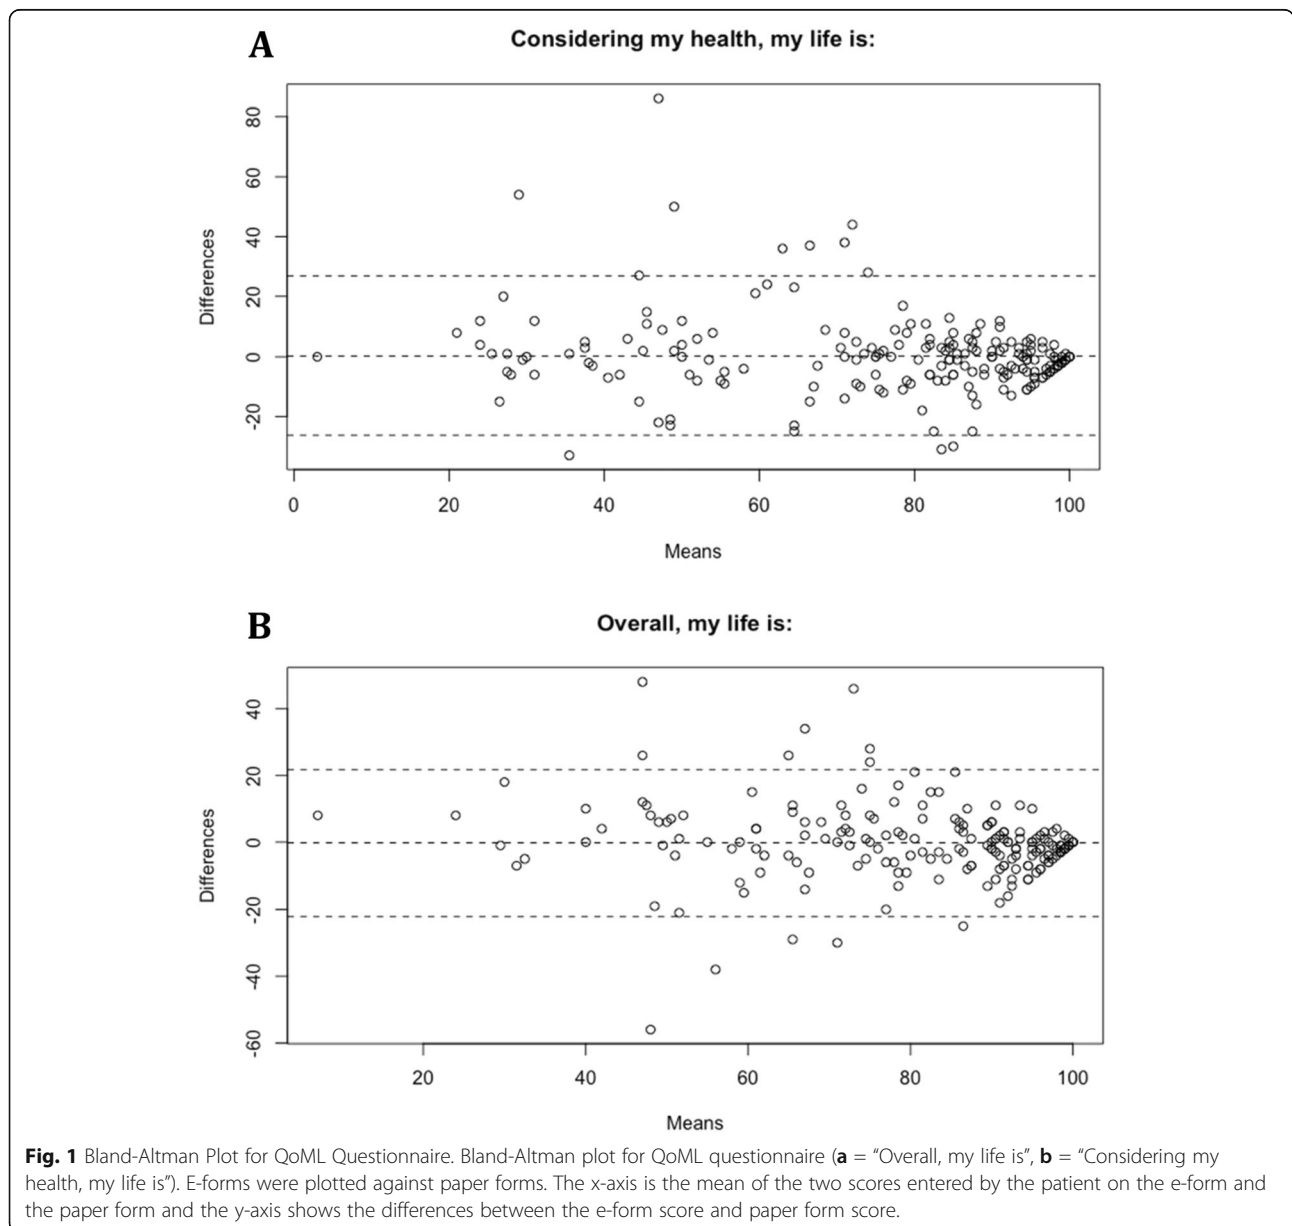 A
Considering my health, my life is:
Differences
80
60
40
20
0
-20
0 20 40 60 80 100
Means
B
Overall, my life is:
Differences
40
20
0
-20
-40
-60
20 40 60 80 100
Means
Fig. 1 Bland-Altman Plot for QoML Questionnaire. Bland-Altman plot for QoML questionnaire (a = “Overall, my life is”, b = “Considering my
health, my life is”). E-forms were plotted against paper forms. The x-axis is the mean of the two scores entered by the patient on the e-form and
the paper form and the y-axis shows the differences between the e-form score and paper form score.